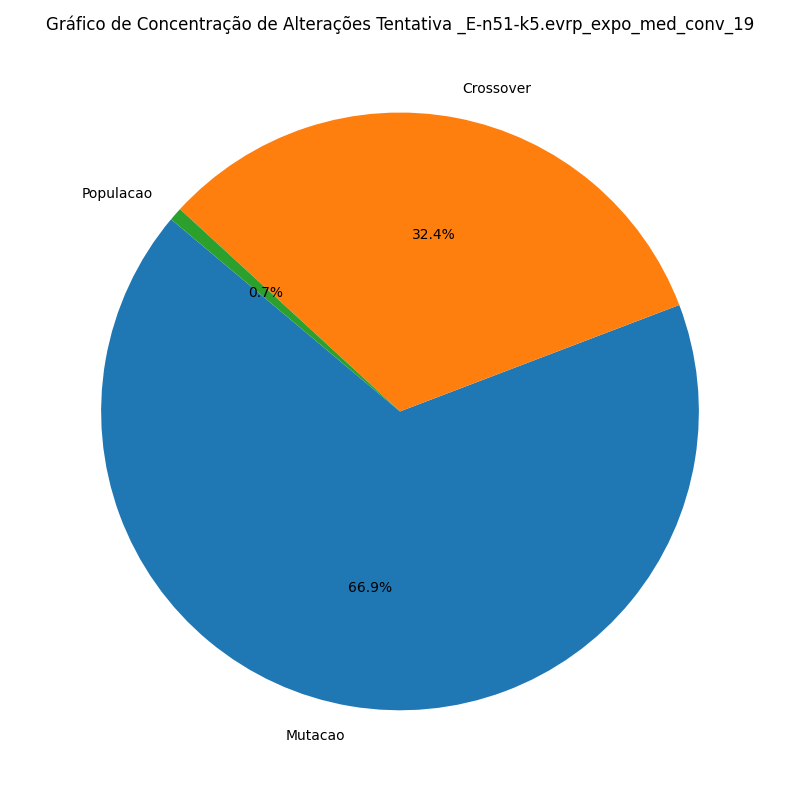 Gráfico de Concentração de Alterações Tentativa _E-n51-k5.evrp_expo_med_conv_19
Crossover
Populacao
32.4%
0.7%
66.9%
Mutacao